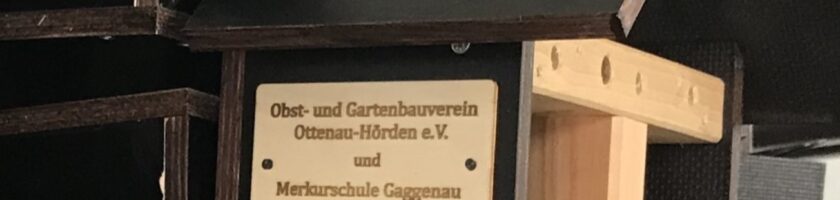 Obst- und Gartenbauverein
Ottenau-Hörden e.V.
und
Merkurschule Gaggenau